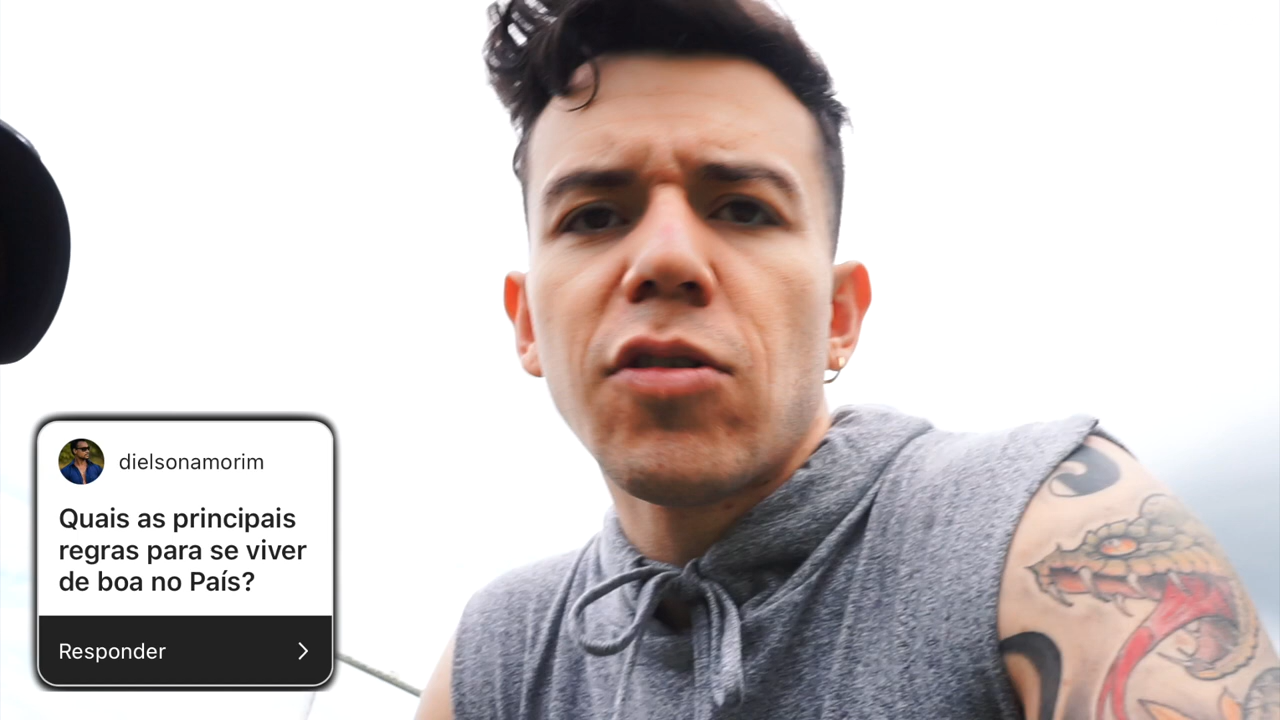 dielsonamorim
Quais as principais
regras para se viver
de boa no País?
Responder